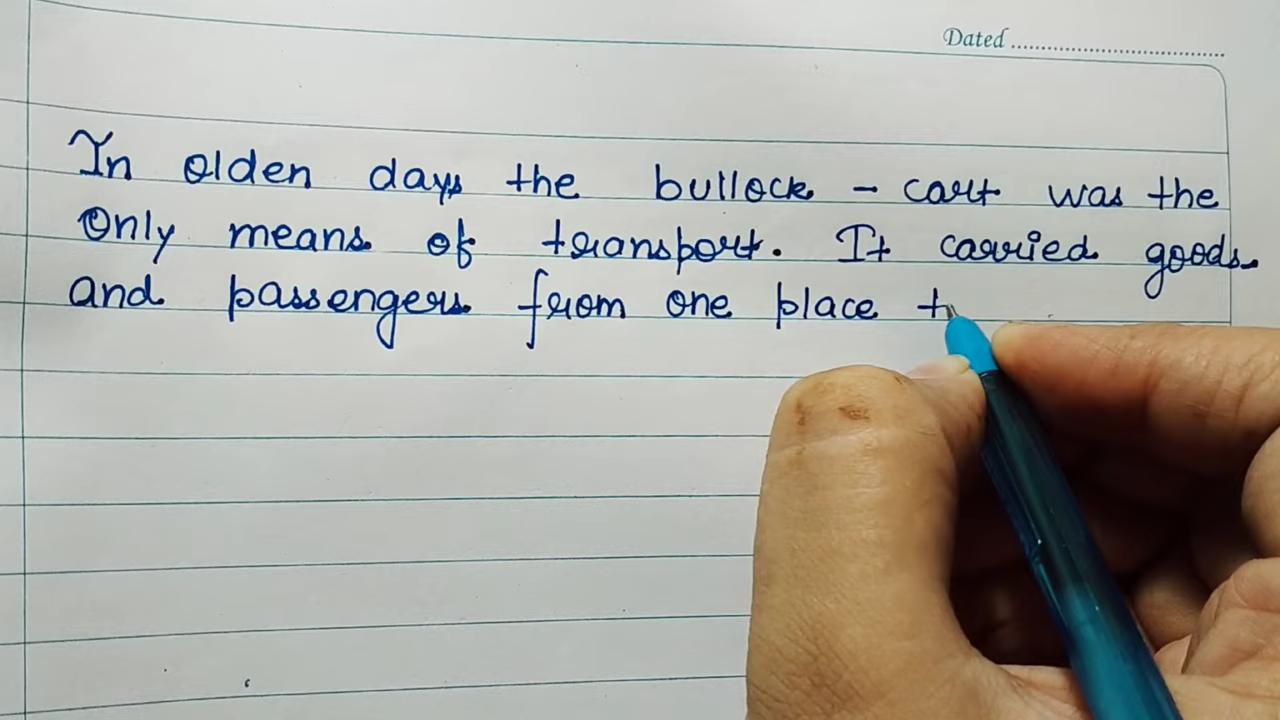 Dated
In olden days the bullock - cart was the
Only means of transport. It carried goods
and passengers from one place t